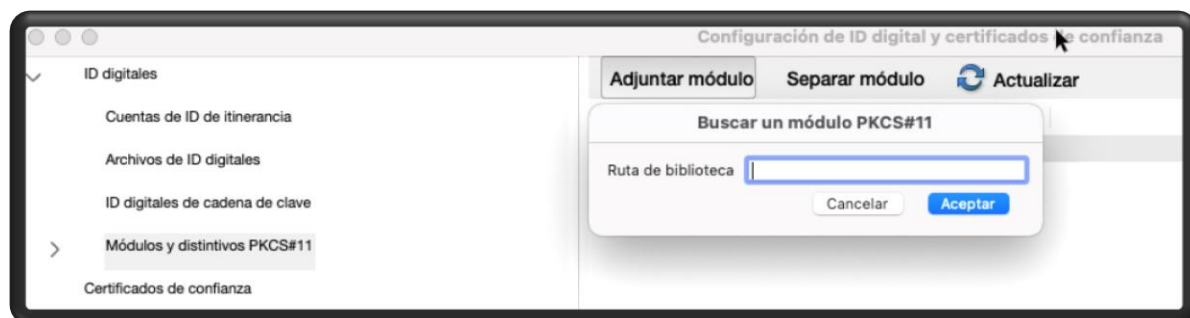 Configuración de ID digital y certificados de confianza
ID digitales
Cuentas de ID de itinerancia
Archivos de ID digitales
ID digitales de cadena de clave
Módulos y distintivos PKCS#11
Certificados de confianza
Adjuntar módulo Separar módulo Actualizar
Buscar un módulo PKCS#11
Ruta de biblioteca
Cancelar Aceptar